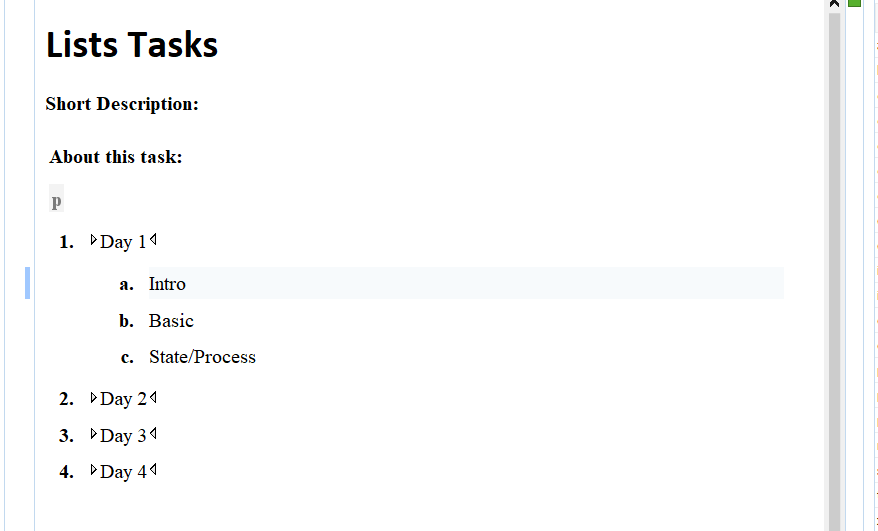 Lists Tasks
Short Description:
About this task:
p
1. Day 1
a. Intro
b. Basic
c. State/Process
2. Day 2
3. Day 3
4. Day 4